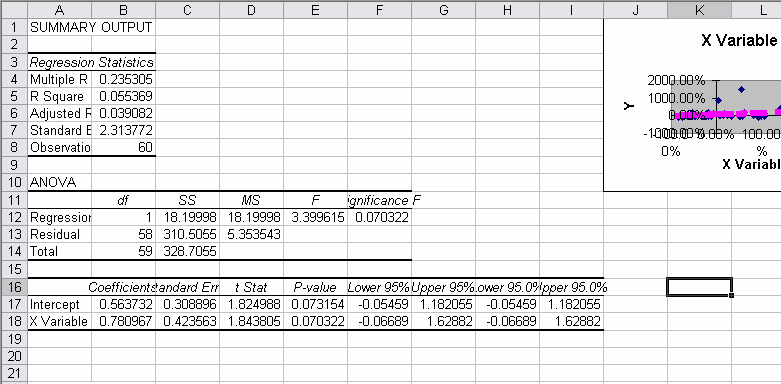 A B C D E F G H I J K L
1 SUMMARY OUTPUT
2
3 Regression Statistics
4 Multiple R 0.235305
5 R Square 0.055369
6 Adjusted R 0.039082
7 Standard E 2.313772
8 Observatio 60
9
10 ANOVA
11 df SS MS F ignificance F
12 Regression 1 18.19998 18.19998 3.399615 0.070322
13 Residual 58 310.5055 5.353543
14 Total 59 328.7055
15
16 Coefficients tandard Err t Stat P-value Lower 95% Upper 95% ower 95.0% pper 95.0%
17 Intercept 0.563732 0.308896 1.824988 0.073154 -0.05459 1.182055 -0.05459 1.182055
18 X Variable 0.780967 0.423563 1.843805 0.070322 -0.06689 1.62882 -0.06689 1.62882
19
20
21
X Variable
2000.00%
1000.00%
0.00%
Y
0.00% 100.00
0% %
X Variabl